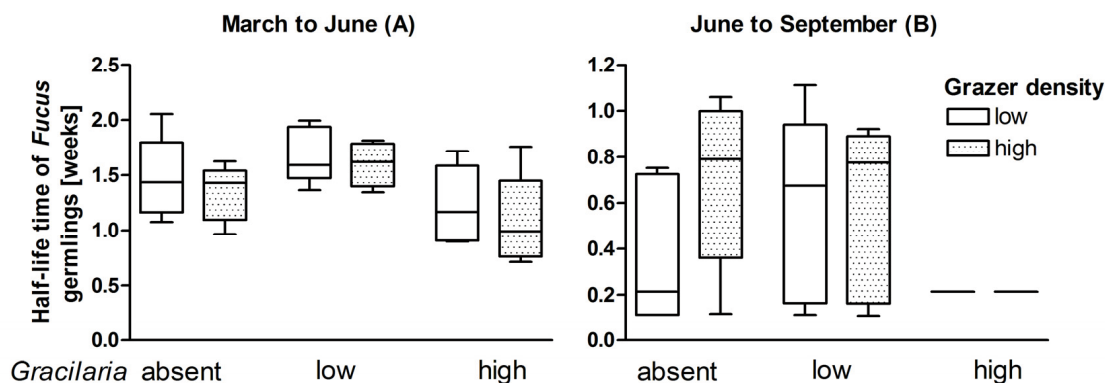 March to June (A)
June to September (B)
Half-life time of Fucus
germlings [weeks]
2.5
2.0
1.5
1.0
0.5
0.0
1.2
1.0
0.8
0.6
0.4
0.2
0.0
Grazer density
low
high
Gracilaria absent low high
absent low high